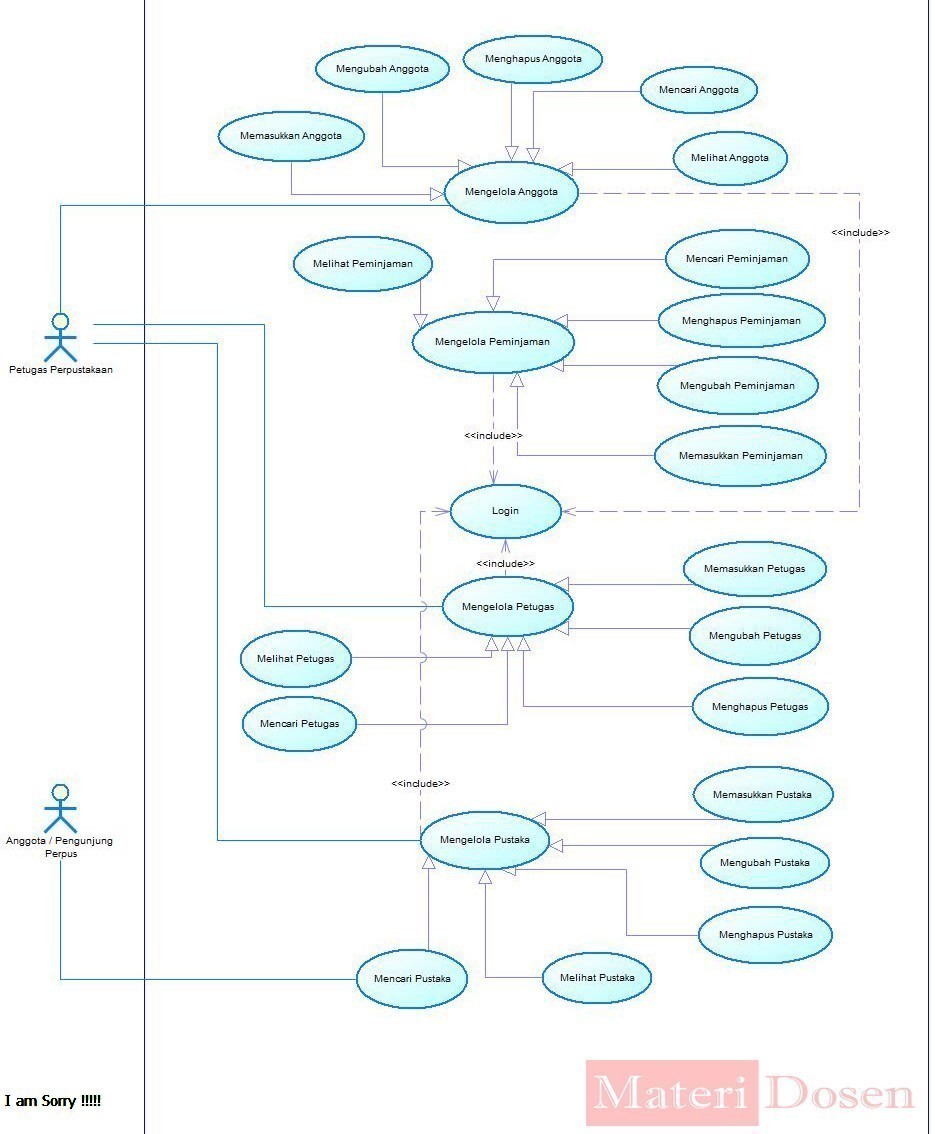 Menghapus Anggota
Mengubah Anggota
Mencari Anggota
Memasukkan Anggota
Melihat Anggota
Mengelola Anggota
<<include>>
Melihat Peminjaman
Mencari Peminjaman
Menghapus Peminjaman
Mengelola Peminjaman
Petugas Perpustakaan
Mengubah Peminjaman
<<include>>
Memasukkan Peminjaman
Login
<<include>>
Memasukkan Petugas
Mengelola Petugas
Mengubah Petugas
Melihat Petugas
Menghapus Petugas
Mencari Petugas
<<include>>
Memasukkan Pustaka
Anggota / Pengunjung
Perpus
Mengelola Pustaka
Mengubah Pustaka
Menghapus Pustaka
Mencari Pustaka
Melihat Pustaka
I am Sorry !!!!!
Materi Dosen